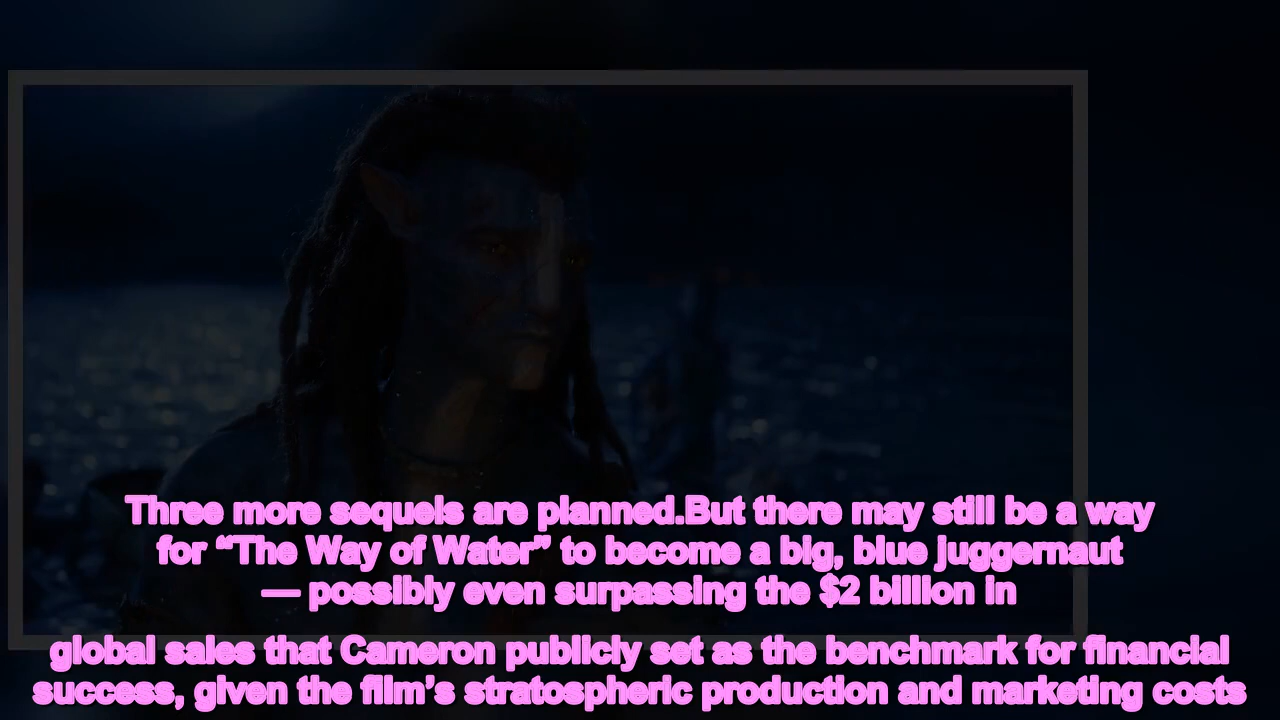 Three more sequels are planned.But there may still be a way
for “The Way of Water” to become a big, blue juggernaut
— possibly even surpassing the $2 billion in
global sales that Cameron publicly set as the benchmark for financial
success, given the film’s stratospheric production and marketing costs